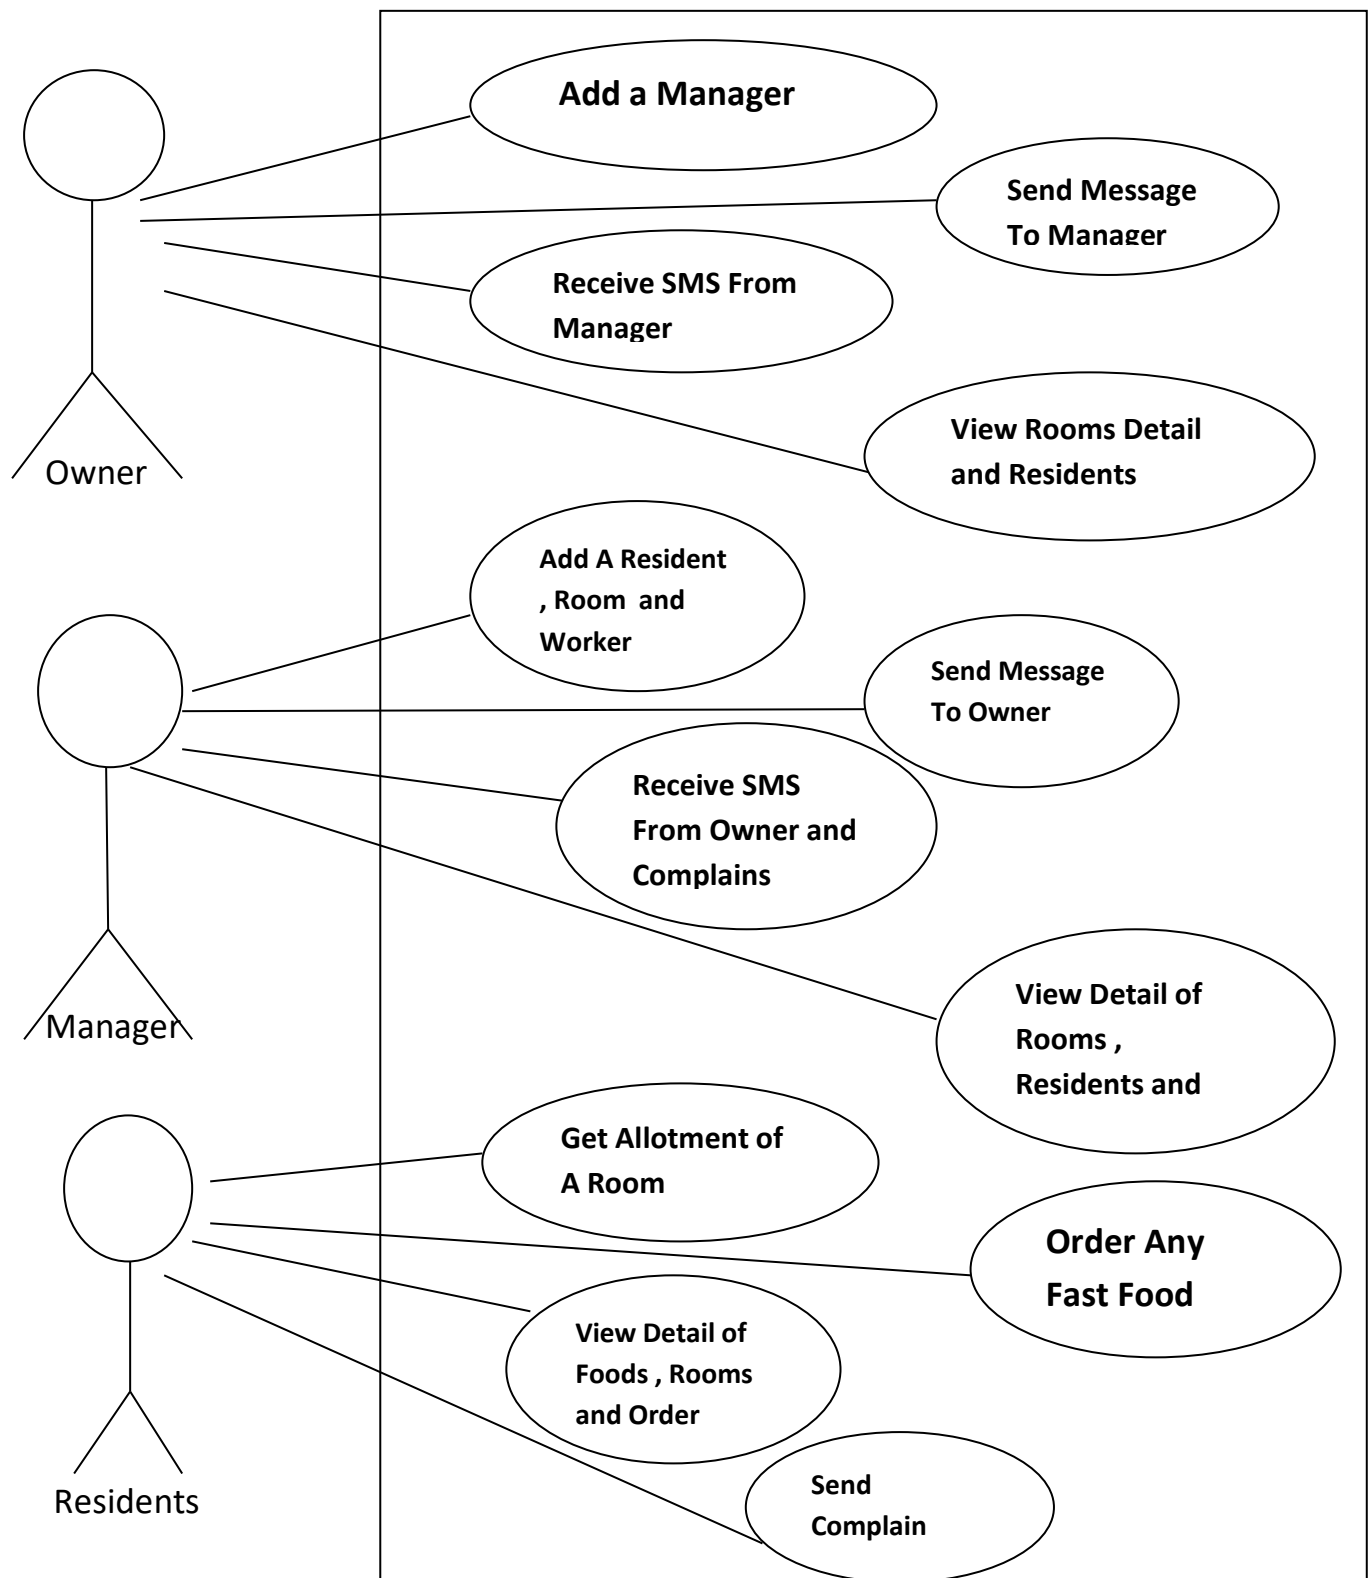 Add a Manager
Send Message
To Manager
Receive SMS From
Manager
View Rooms Detail
and Residents
Owner
Add A Resident
, Room and
Worker
Send Message
To Owner
Receive SMS
From Owner and
Complains
View Detail of
Rooms ,
Residents and
Manager
Get Allotment of
A Room
Order Any
Fast Food
View Detail of
Foods , Rooms
and Order
Send
Complain
Residents